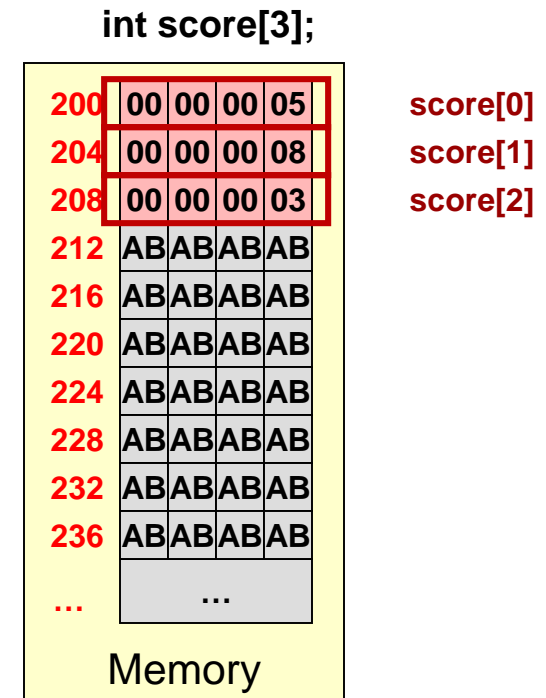 int score[3];
200 00 00 00 05 score[0]
204 00 00 00 08 score[1]
208 00 00 00 03 score[2]
212 AB AB AB AB
216 AB AB AB AB
220 AB AB AB AB
224 AB AB AB AB
228 AB AB AB AB
232 AB AB AB AB
236 AB AB AB AB
… …
Memory